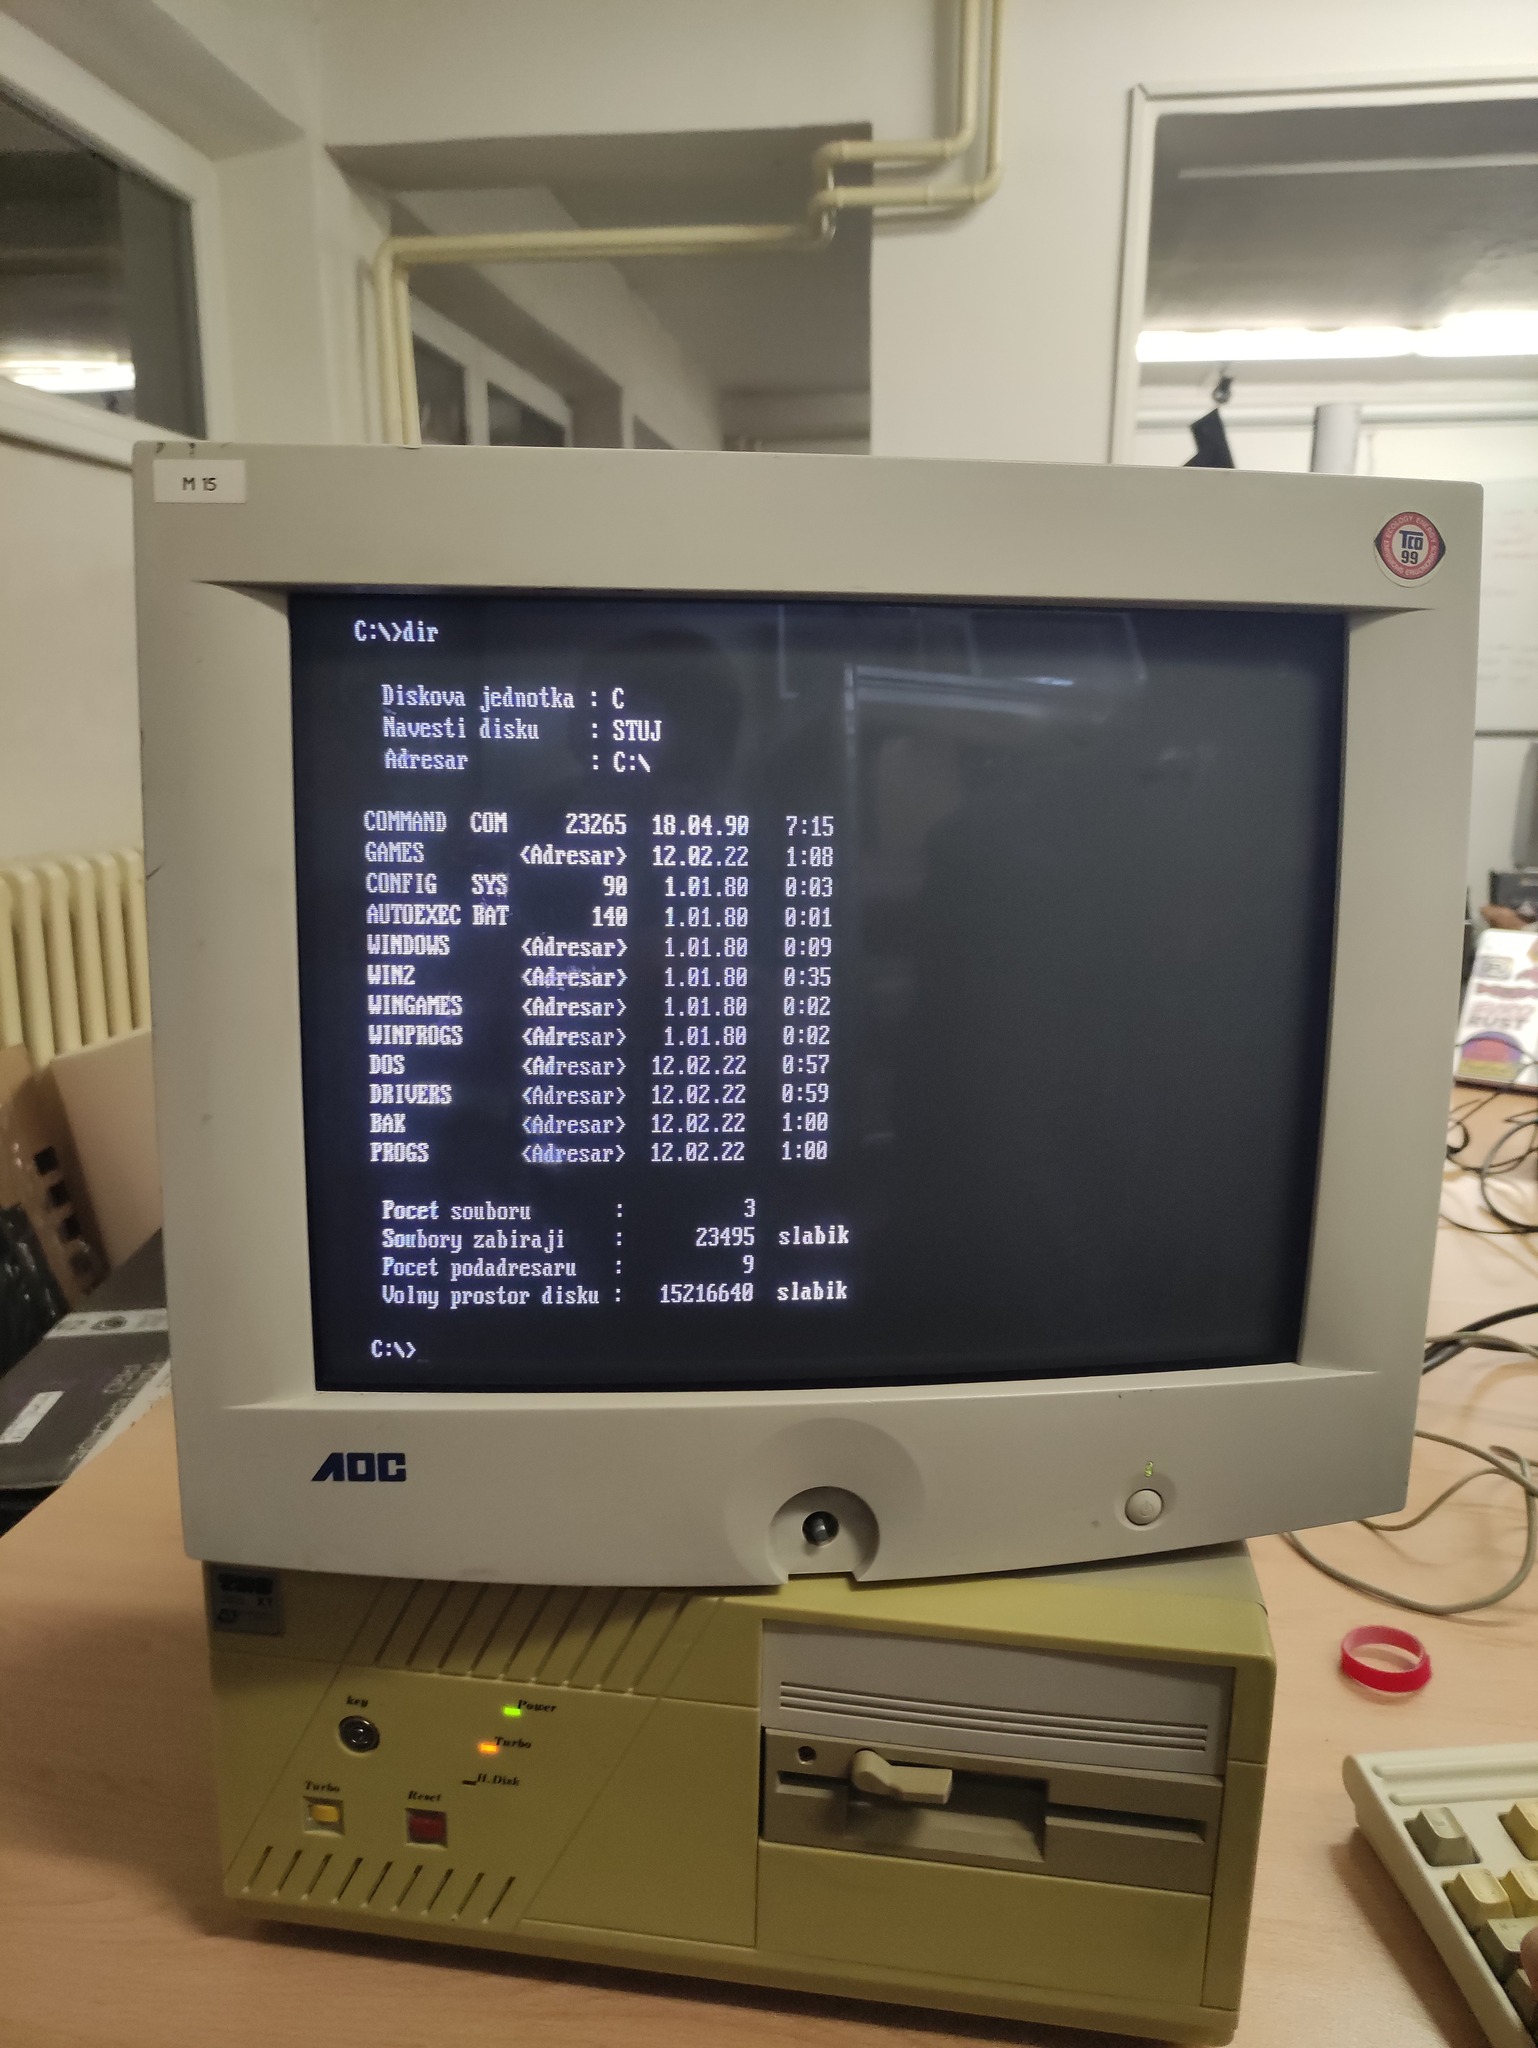 M 15
ECOLOGY ENERGY
TCO
99
C:\>dir
Diskova jednotka : C
Navesti disku : STUJ
Adresar : C:\
COMMAND COM 23265 18.04.90 7:15
GAMES <Adresar> 12.02.22 1:08
CONFIG SYS 90 1.01.80 0:03
AUTOEXEC BAT 140 1.01.80 0:01
WINDOWS <Adresar> 1.01.80 0:09
WIN2 <Adresar> 1.01.80 0:35
WINGAMES <Adresar> 1.01.80 0:02
WINPROGS <Adresar> 1.01.80 0:02
DOS <Adresar> 12.02.22 0:57
DRIVERS <Adresar> 12.02.22 0:59
BAK <Adresar> 12.02.22 1:00
PROGS <Adresar> 12.02.22 1:00
Pocet souboru : 3
Soubory zabiraji : 23495 slabik
Pocet podadresaru : 9
Volny prostor disku : 15216640 slabik
C:\>_
AOC
XT
key
Power
Turbo
H.Disk
Turbo
Reset